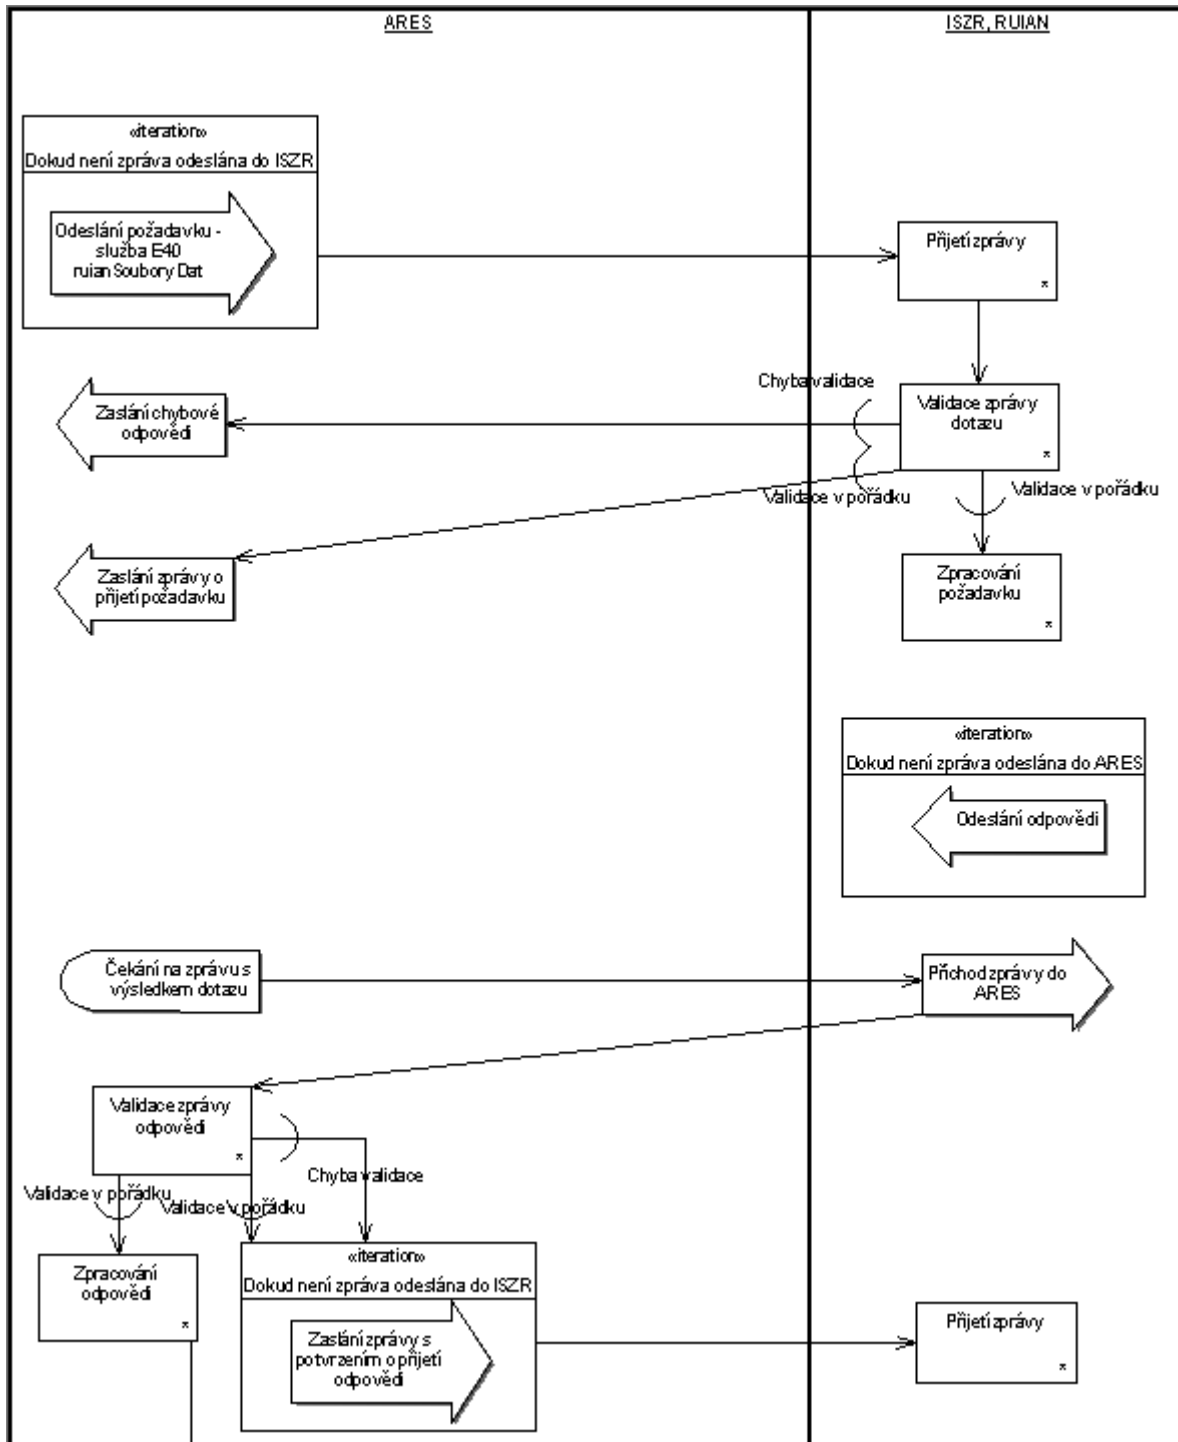 ARES
ISZR, RUIAN
«iteration»
Dokud není zpráva odeslána do ISZR
Odeslání požadavku -
služba E40
ruian Soubory Dat
Přijetí zprávy
*
Chyba validace
Zaslání chybové
odpovědí
Validace zprávy
dotazu
*
Validace v pořádku
Validace v pořádku
Zaslání zprávy o
přijetí požadavku
Zpracování
požadavku
*
«iteration»
Dokud není zpráva odeslána do ARES
Odeslání odpovědi
Čekání na zprávu s
výsledkem dotazu
Příchod zprávy do
ARES
Validace zprávy
odpovědí
*
Chyba validace
Validace v pořádku
Validace v pořádku
Zpracování
odpovědí
*
«iteration»
Dokud není zpráva odeslána do ISZR
Zaslání zprávy s
potvrzením o přijetí
odpovědí
Přijetí zprávy
*